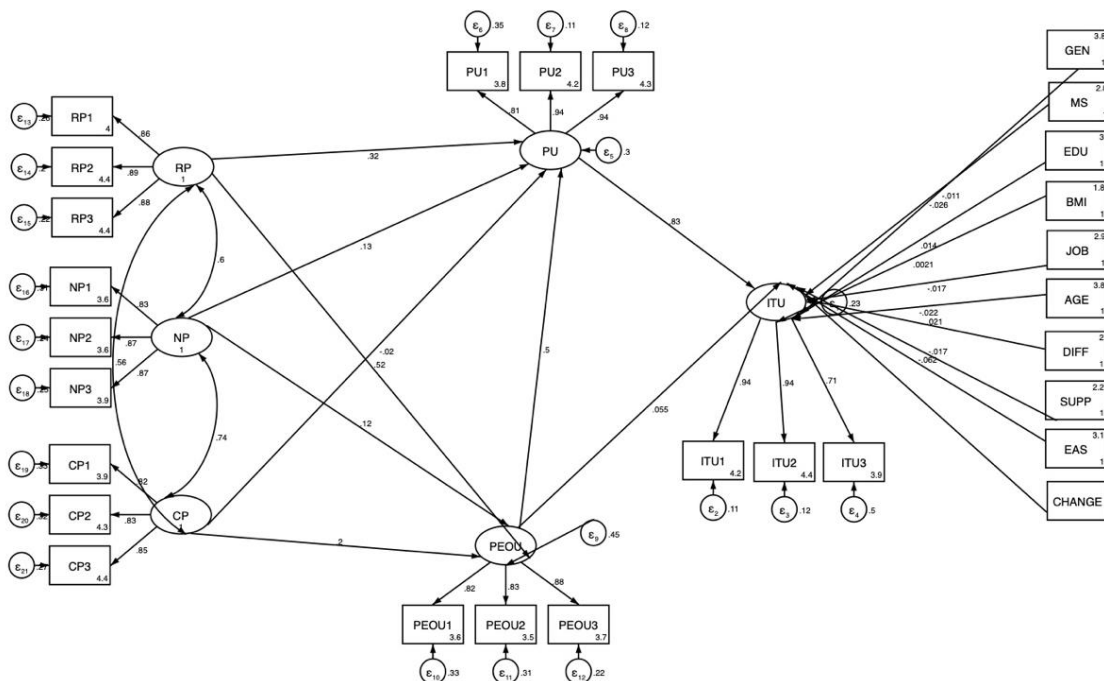 ε6 .35
ε7 .11
ε8 .12
PU1
3.8
PU2
4.2
PU3
4.3
.81
.94
.94
PU
ε5 .3
ε13
RP1
4
ε14
RP2
4.4
ε15
RP3
4.4
.86
.89
.88
RP
1
.32
.6
.13
ε16
NP1
3.6
ε17
NP2
3.6
ε18
NP3
3.9
.83
.87
.87
NP
1
.56
-.02
.52
.5
.12
.74
ε19
CP1
3.9
ε20
CP2
4.3
ε21
CP3
4.4
.82
.83
.85
CP
.2
PEOU
ε9 .45
.82
.83
.88
PEOU1
3.6
PEOU2
3.5
PEOU3
3.7
ε10 .33
ε11 .31
ε12 .22
.83
.055
ITU
.23
.94
.94
.71
ITU1
4.2
ITU2
4.4
ITU3
3.9
ε2 .11
ε3 .12
ε4 .5
-.011
-.026
.014
.0021
-.017
-.022
.021
-.017
-.062
GEN
MS
EDU
BMI
JOB
AGE
DIFF
SUPP
EAS
CHANGE